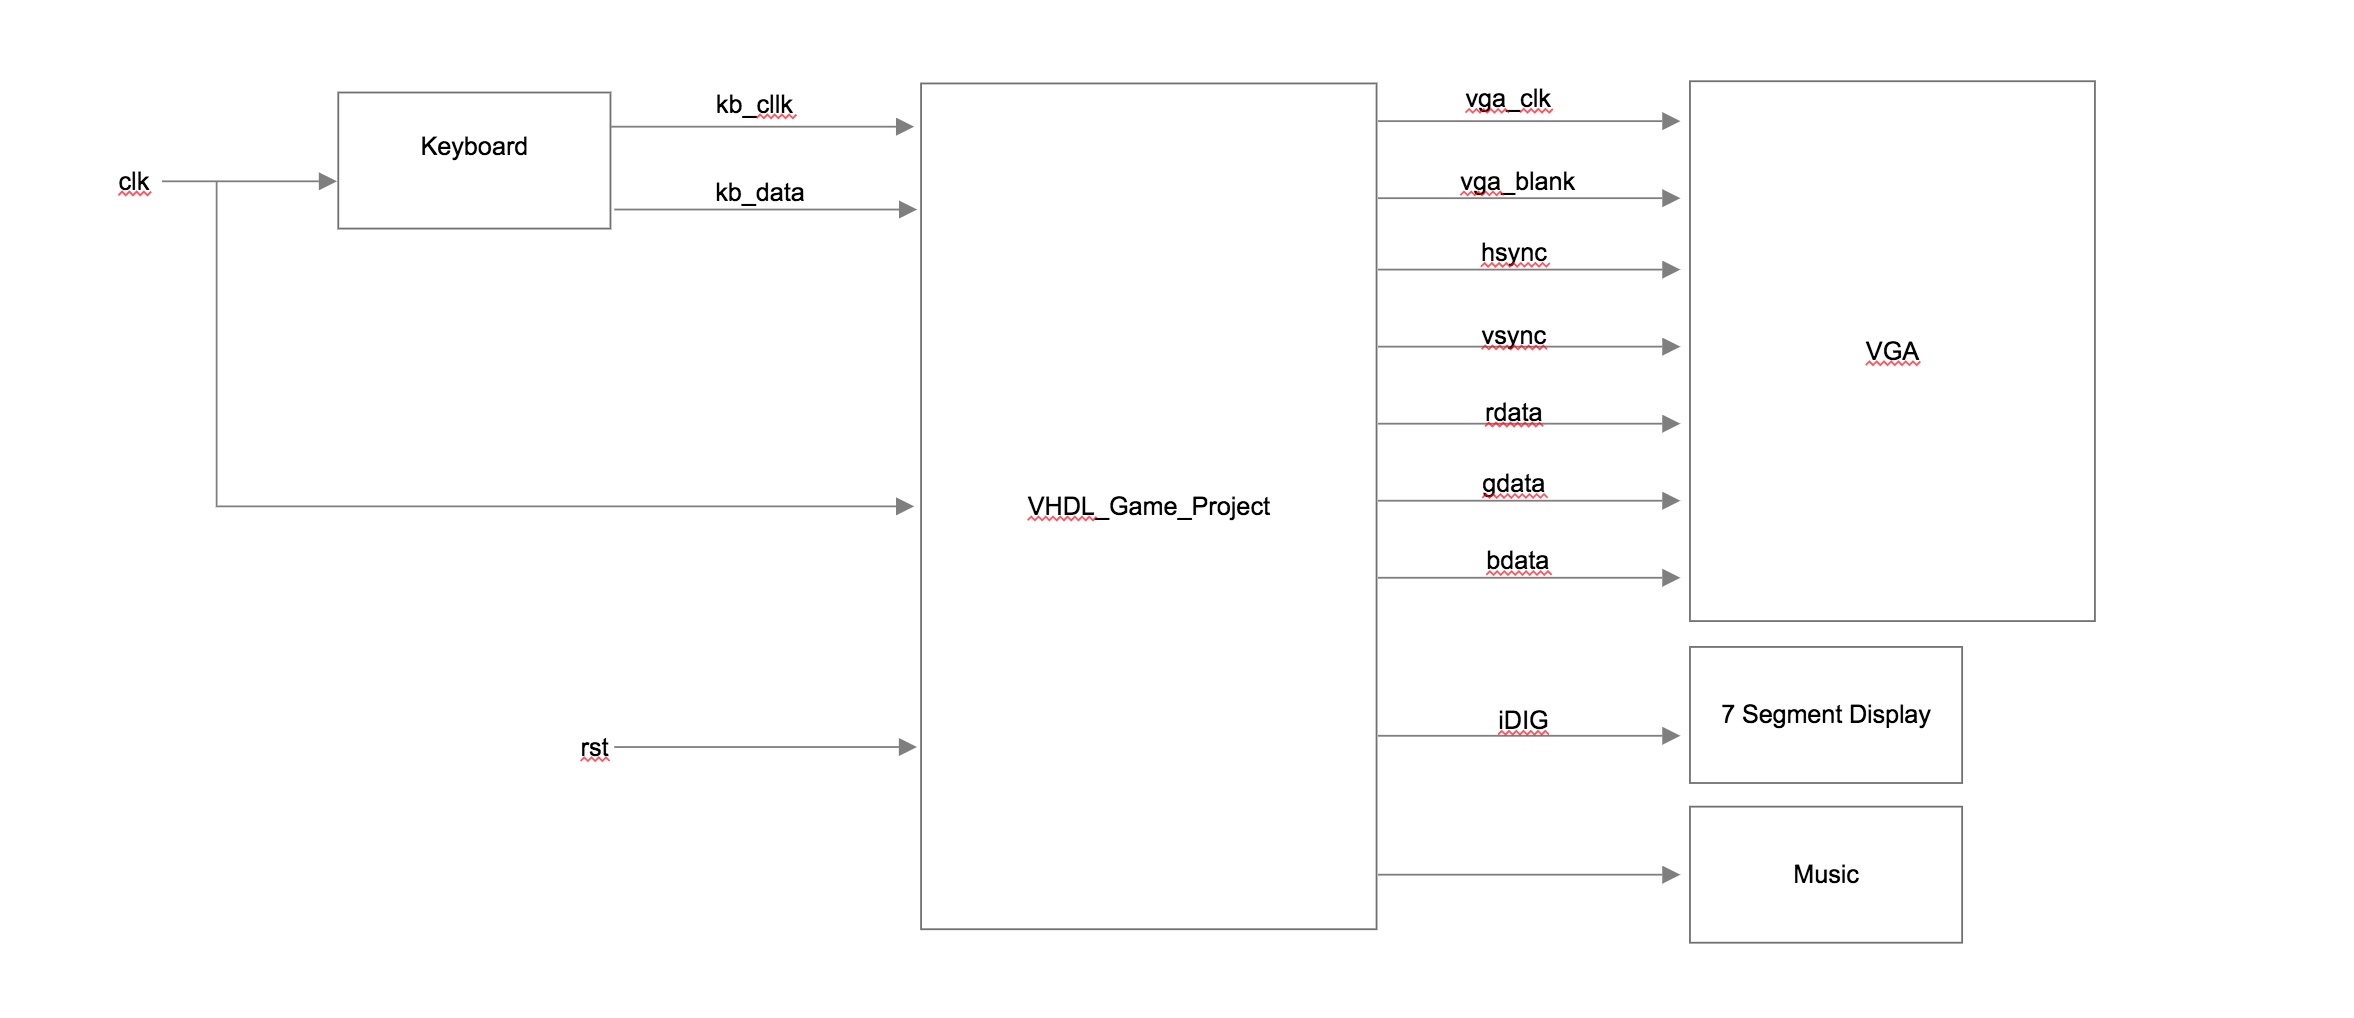 clk
Keyboard
kb_cllk
kb_data
rst
VHDL_Game_Project
vga_clk
vga_blank
hsync
vsync
rdata
gdata
bdata
iDIG
VGA
7 Segment Display
Music